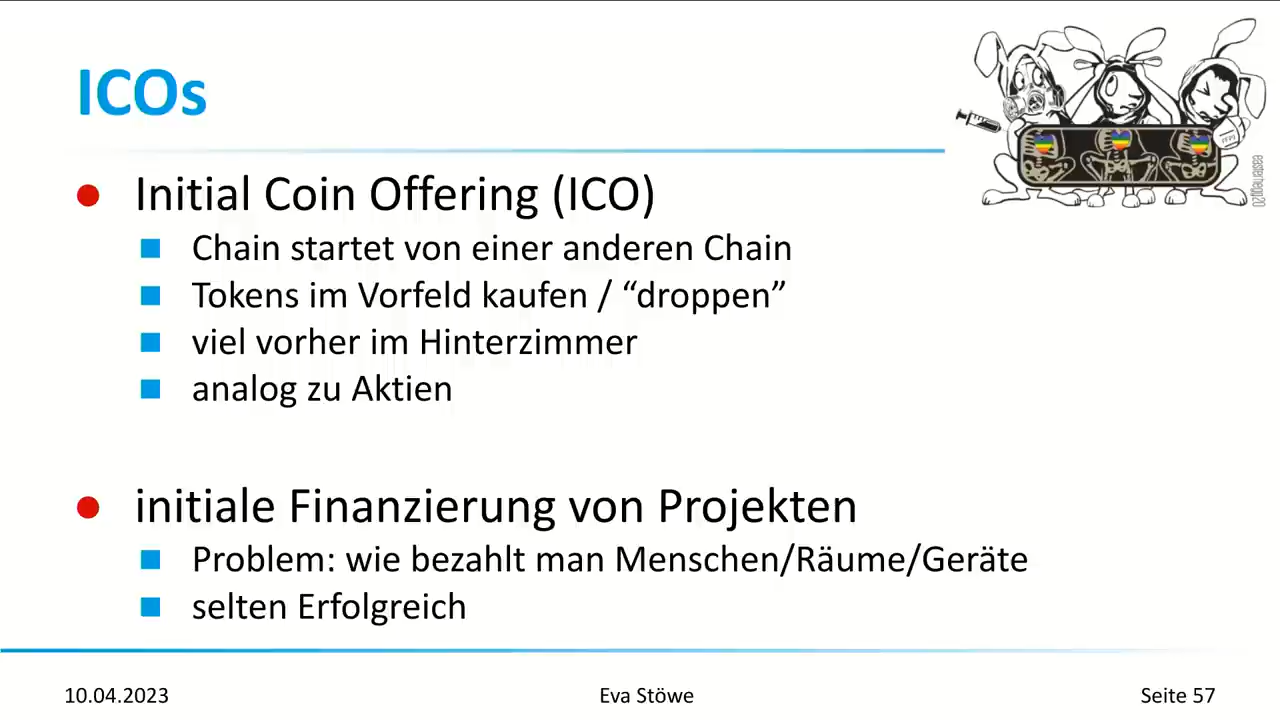 ICOs
Initial Coin Offering (ICO)
Chain startet von einer anderen Chain
Tokens im Vorfeld kaufen / “droppen”
viel vorher im Hinterzimmer
analog zu Aktien
initiale Finanzierung von Projekten
Problem: wie bezahlt man Menschen/Räume/Geräte
selten Erfolgreich
10.04.2023
Eva Stöwe
Seite 57
easterhegg20